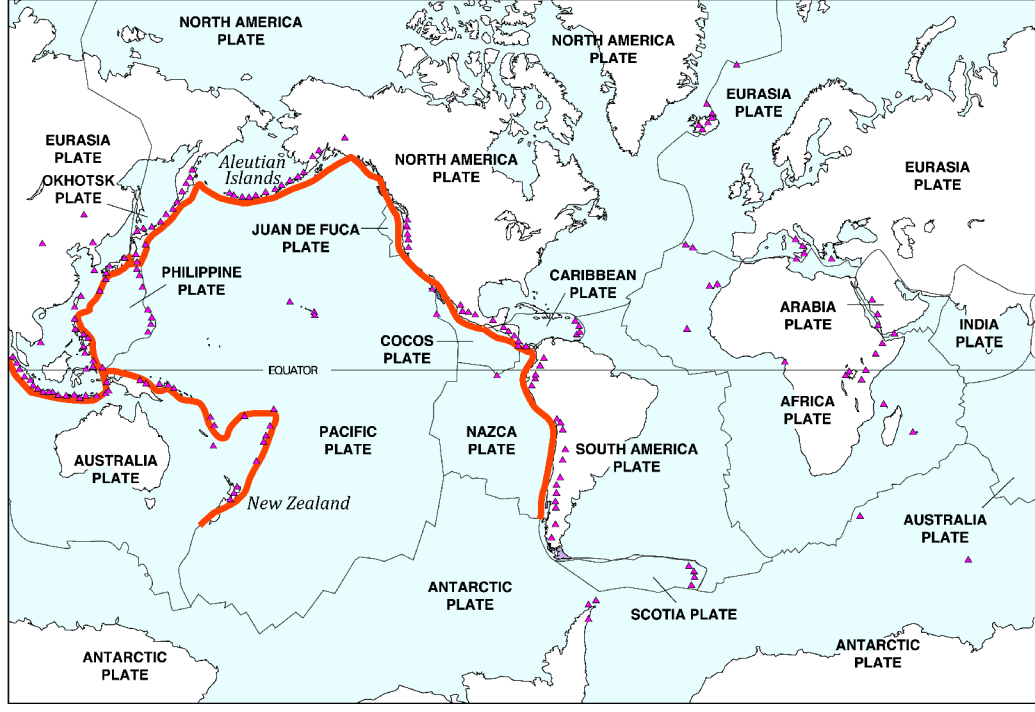 NORTH AMERICA
PLATE
NORTH AMERICA
PLATE
EURASIA
PLATE
EURASIA
PLATE
OKHOTSK
PLATE
Aleutian
Islands
NORTH AMERICA
PLATE
EURASIA
PLATE
JUAN DE FUCA
PLATE
PHILIPPINE
PLATE
CARIBBEAN
PLATE
ARABIA
PLATE
INDIA
PLATE
COCOS
PLATE
EQUATOR
AFRICA
PLATE
PACIFIC
PLATE
NAZCA
PLATE
SOUTH AMERICA
PLATE
AUSTRALIA
PLATE
New Zealand
AUSTRALIA
PLATE
ANTARCTIC
PLATE
SCOTIA PLATE
ANTARCTIC
PLATE
ANTARCTIC
PLATE